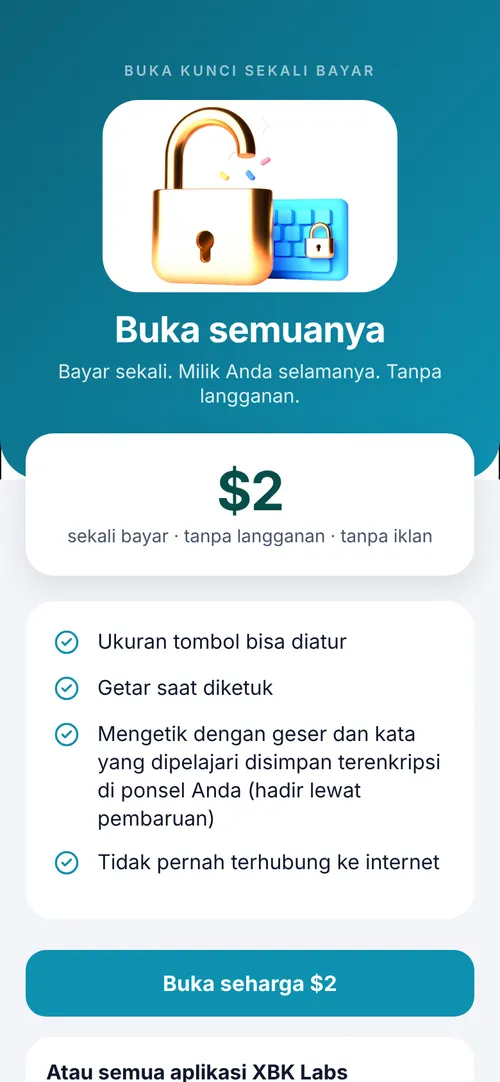 BUKA KUNCI SEKALI BAYAR
Buka semuanya
Bayar sekali. Milik Anda selamanya. Tanpa
langganan.
$2
sekali bayar · tanpa langganan · tanpa iklan
Ukuran tombol bisa diatur
Getar saat diketuk
Mengetik dengan geser dan kata
yang dipelajari disimpan terenkripsi
di ponsel Anda (hadir lewat
pembaruan)
Tidak pernah terhubung ke internet
Buka seharga $2
Atau semua aplikasi XBK Labs